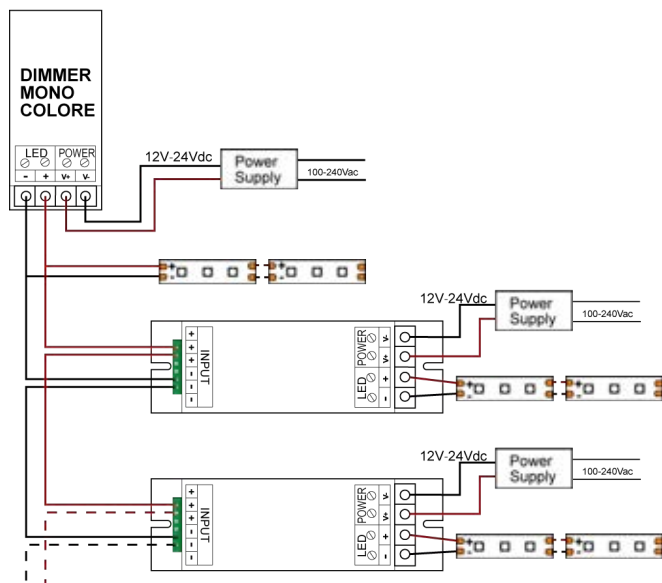 DIMMER
MONO
COLORE
LED POWER
- + V+ V-
12V-24Vdc
Power
Supply
100-240Vac
+
-
+
-
12V-24Vdc
Power
Supply
100-240Vac
+
+
+
-
-
-
INPUT
POWER
LED
V-
V+
+
-
+
-
+
-
12V-24Vdc
Power
Supply
100-240Vac
+
+
+
-
-
-
INPUT
POWER
LED
V-
V+
+
-
+
-
+
-